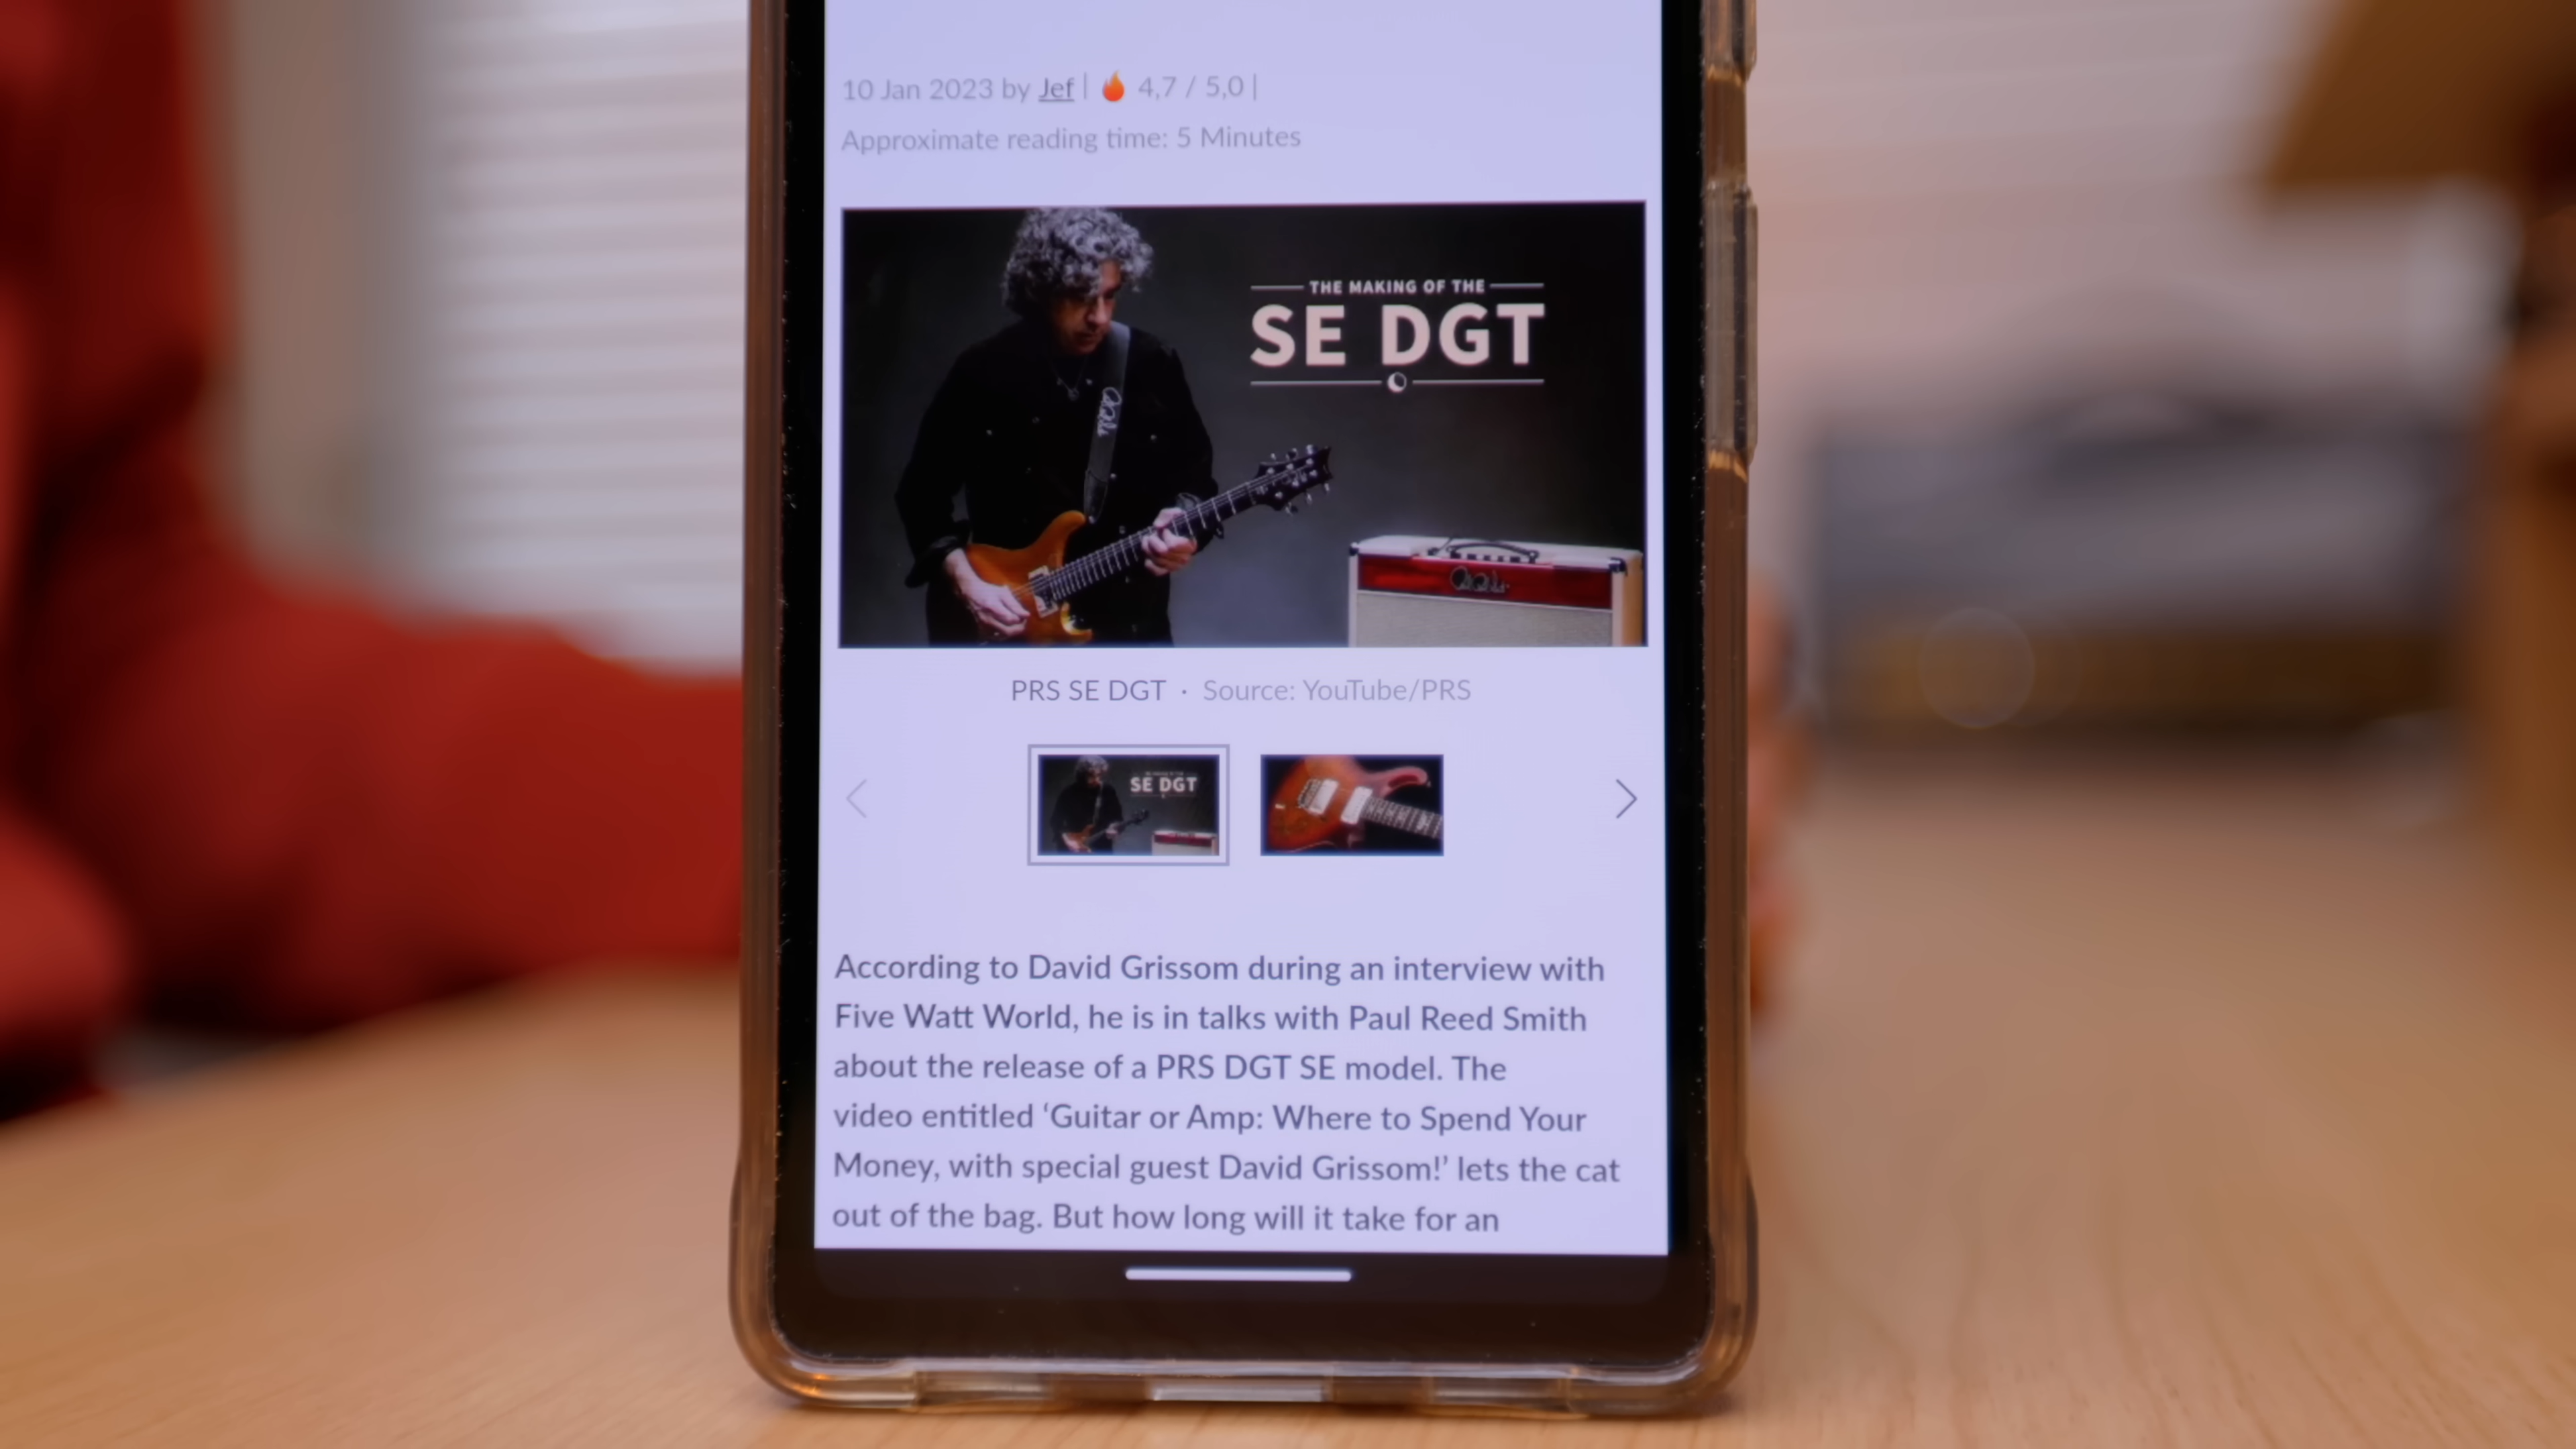 10 Jan 2023 by Jef | 🔥 4,7 / 5,0 |
Approximate reading time: 5 Minutes
THE MAKING OF THE
SE DGT
PRS SE DGT · Source: YouTube/PRS
SE DGT
According to David Grissom during an interview with
Five Watt World, he is in talks with Paul Reed Smith
about the release of a PRS DGT SE model. The
video entitled ‘Guitar or Amp: Where to Spend Your
Money, with special guest David Grissom!’ lets the cat
out of the bag. But how long will it take for an